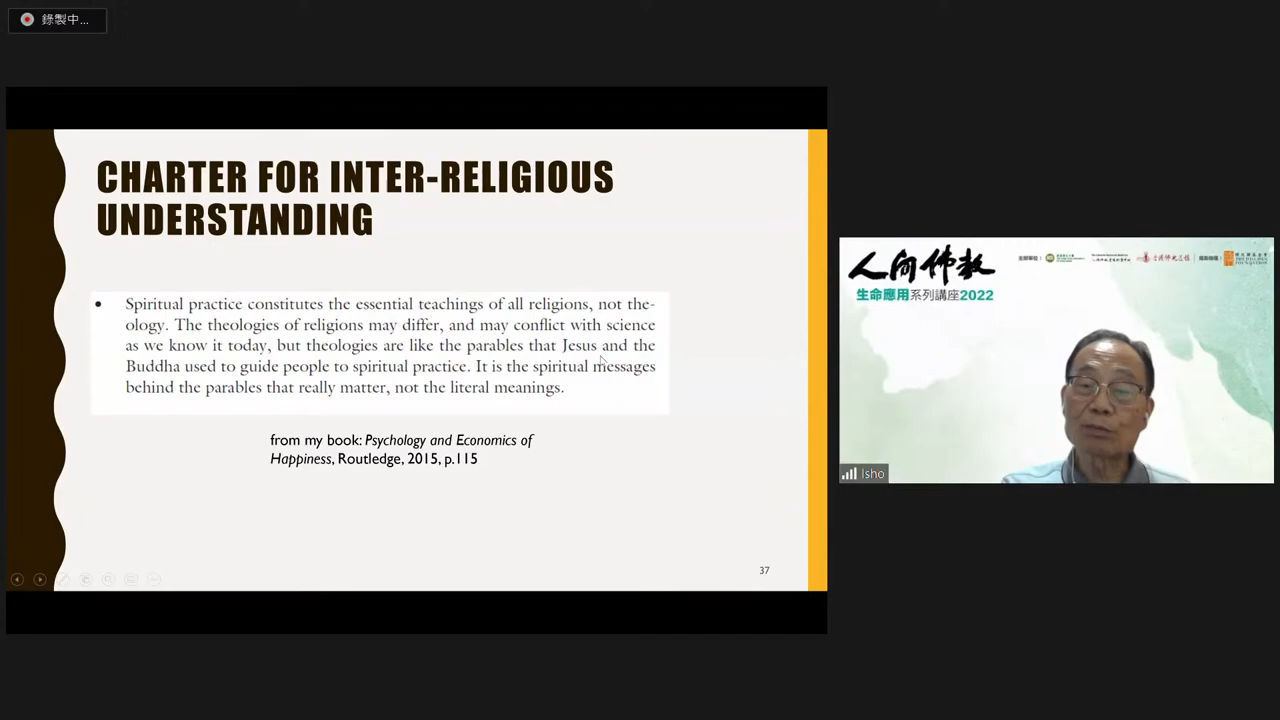 錄製中...
CHARTER FOR INTER-RELIGIOUS
UNDERSTANDING
• Spiritual practice constitutes the essential teachings of all religions, not the-
ology. The theologies of religions may differ, and may conflict with science
as we know it today, but theologies are like the parables that Jesus and the
Buddha used to guide people to spiritual practice. It is the spiritual messages
behind the parables that really matter, not the literal meanings.
from my book: Psychology and Economics of
Happiness, Routledge, 2015, p.115
37
人间佛教
生命應用系列講座2022
Isho